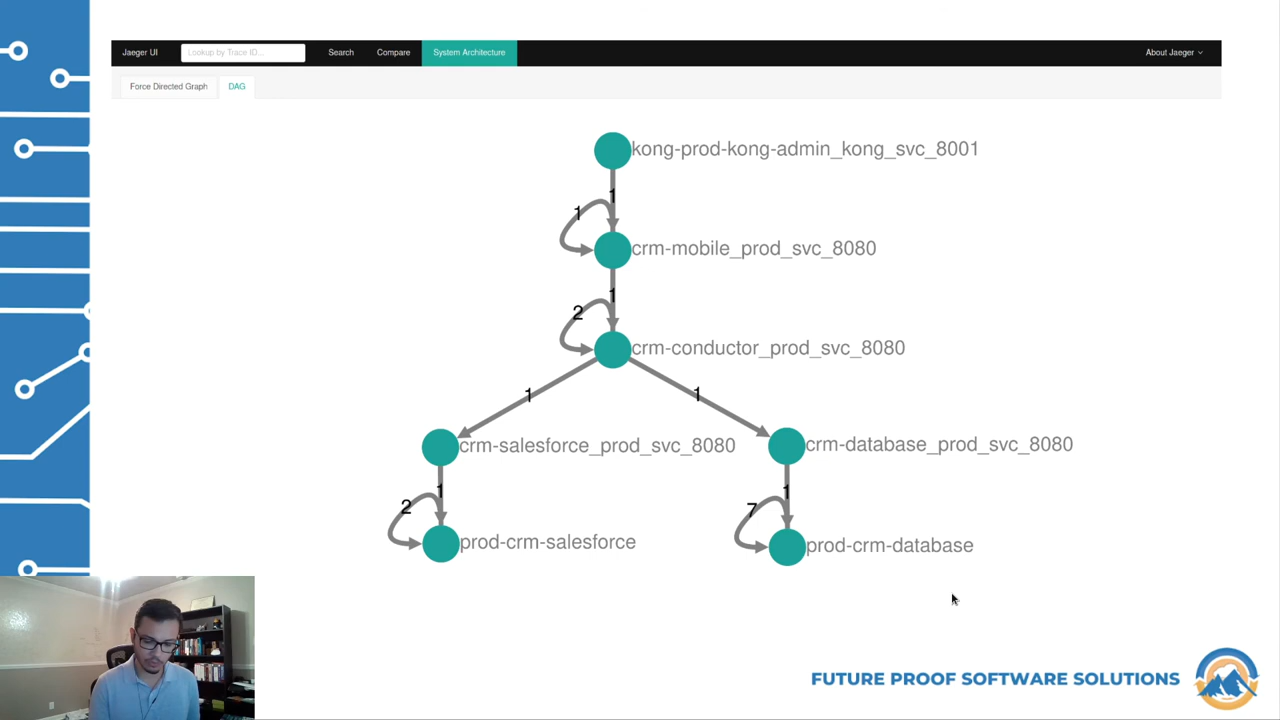 Jaeger UI
Lookup by Trace ID...
Search
Compare
System Architecture
About Jaeger
Force Directed Graph
DAG
kong-prod-kong-admin_kong_svc_8001
1
1
crm-mobile_prod_svc_8080
1
2
crm-conductor_prod_svc_8080
1
1
crm-salesforce_prod_svc_8080
crm-database_prod_svc_8080
1
2
1
7
prod-crm-salesforce
prod-crm-database
FUTURE PROOF SOFTWARE SOLUTIONS